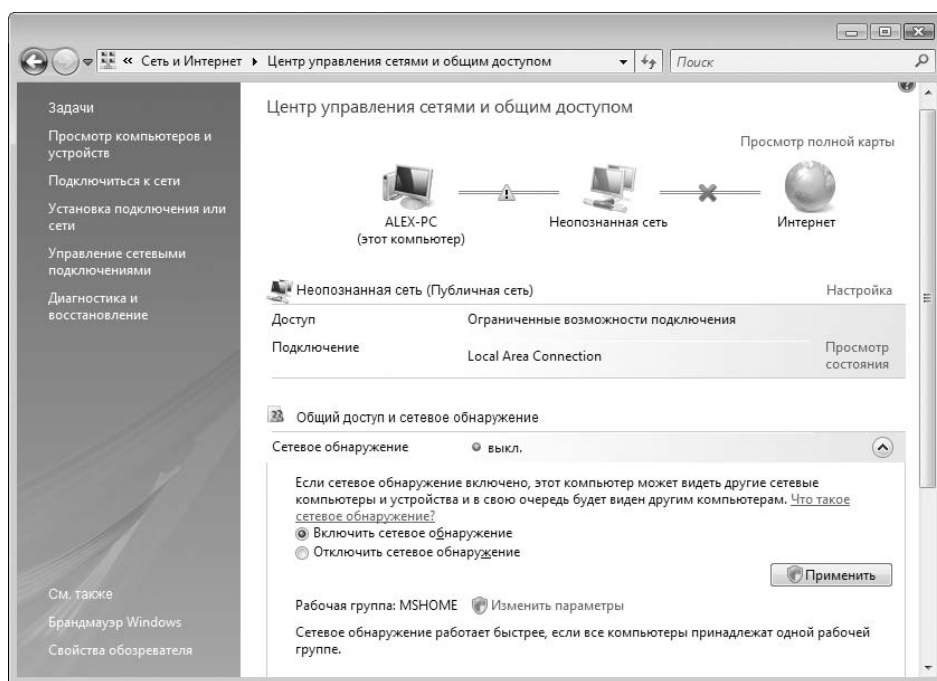 Сеть и Интернет
Центр управления сетями и общим доступом
Поиск
Задачи
Просмотр компьютеров и
устройств
Подключиться к сети
Установка подключения или
сети
Управление сетевыми
подключениями
Диагностика и
восстановление
См. также
Брандмауэр Windows
Свойства обозревателя
Центр управления сетями и общим доступом
Просмотр полной карты
ALEX-PC
(этот компьютер)
Неопознанная сеть
Интернет
Неопознанная сеть (Публичная сеть)
Настройка
Доступ
Ограниченные возможности подключения
Подключение
Local Area Connection
Просмотр
состояния
Общий доступ и сетевое обнаружение
Сетевое обнаружение
выкл.
Если сетевое обнаружение включено, этот компьютер может видеть другие сетевые
компьютеры и устройства и в свою очередь будет виден другим компьютерам. Что такое
сетевое обнаружение?
Включить сетевое обнаружение
Отключить сетевое обнаружение
Применить
Рабочая группа: MSHOME Изменить параметры
Сетевое обнаружение работает быстрее, если все компьютеры принадлежат одной рабочей
группе.